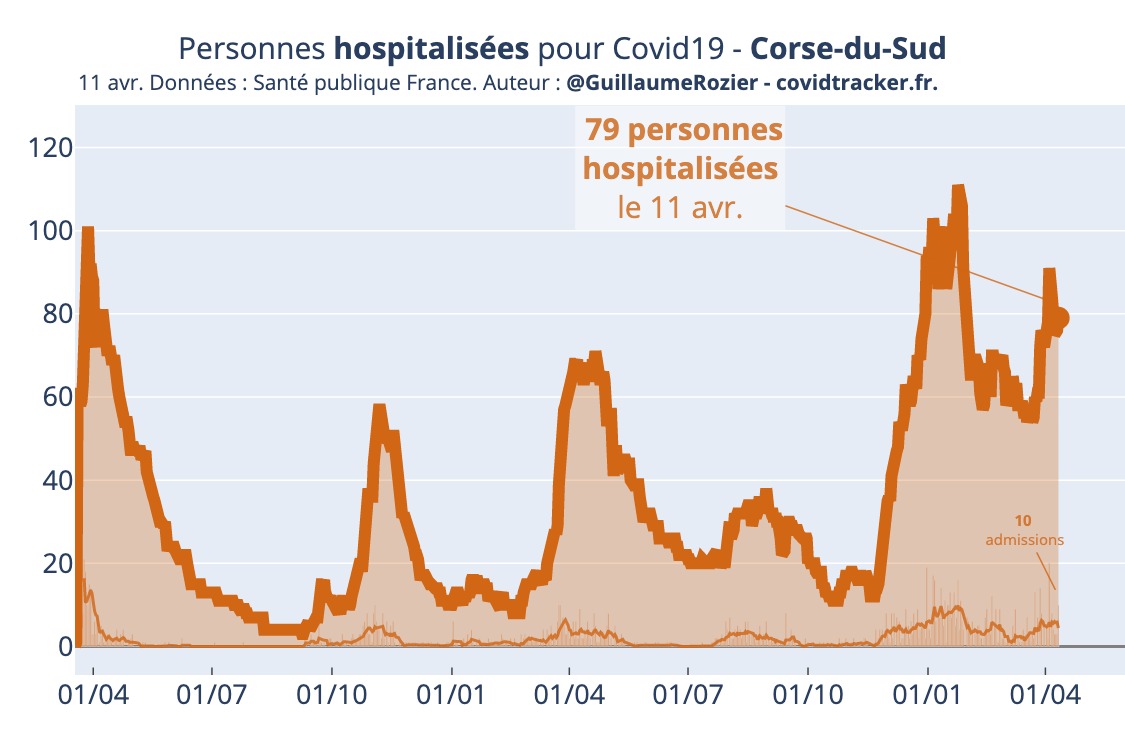 Personnes hospitalisées pour Covid19 - Corse-du-Sud
11 avr. Données : Santé publique France. Auteur : @GuillaumeRozier - covidtracker.fr.
79 personnes
hospitalisées
le 11 avr.
120
100
80
60
40
20
0
10
admissions
01/04 01/07 01/10 01/01 01/04 01/07 01/10 01/01 01/04